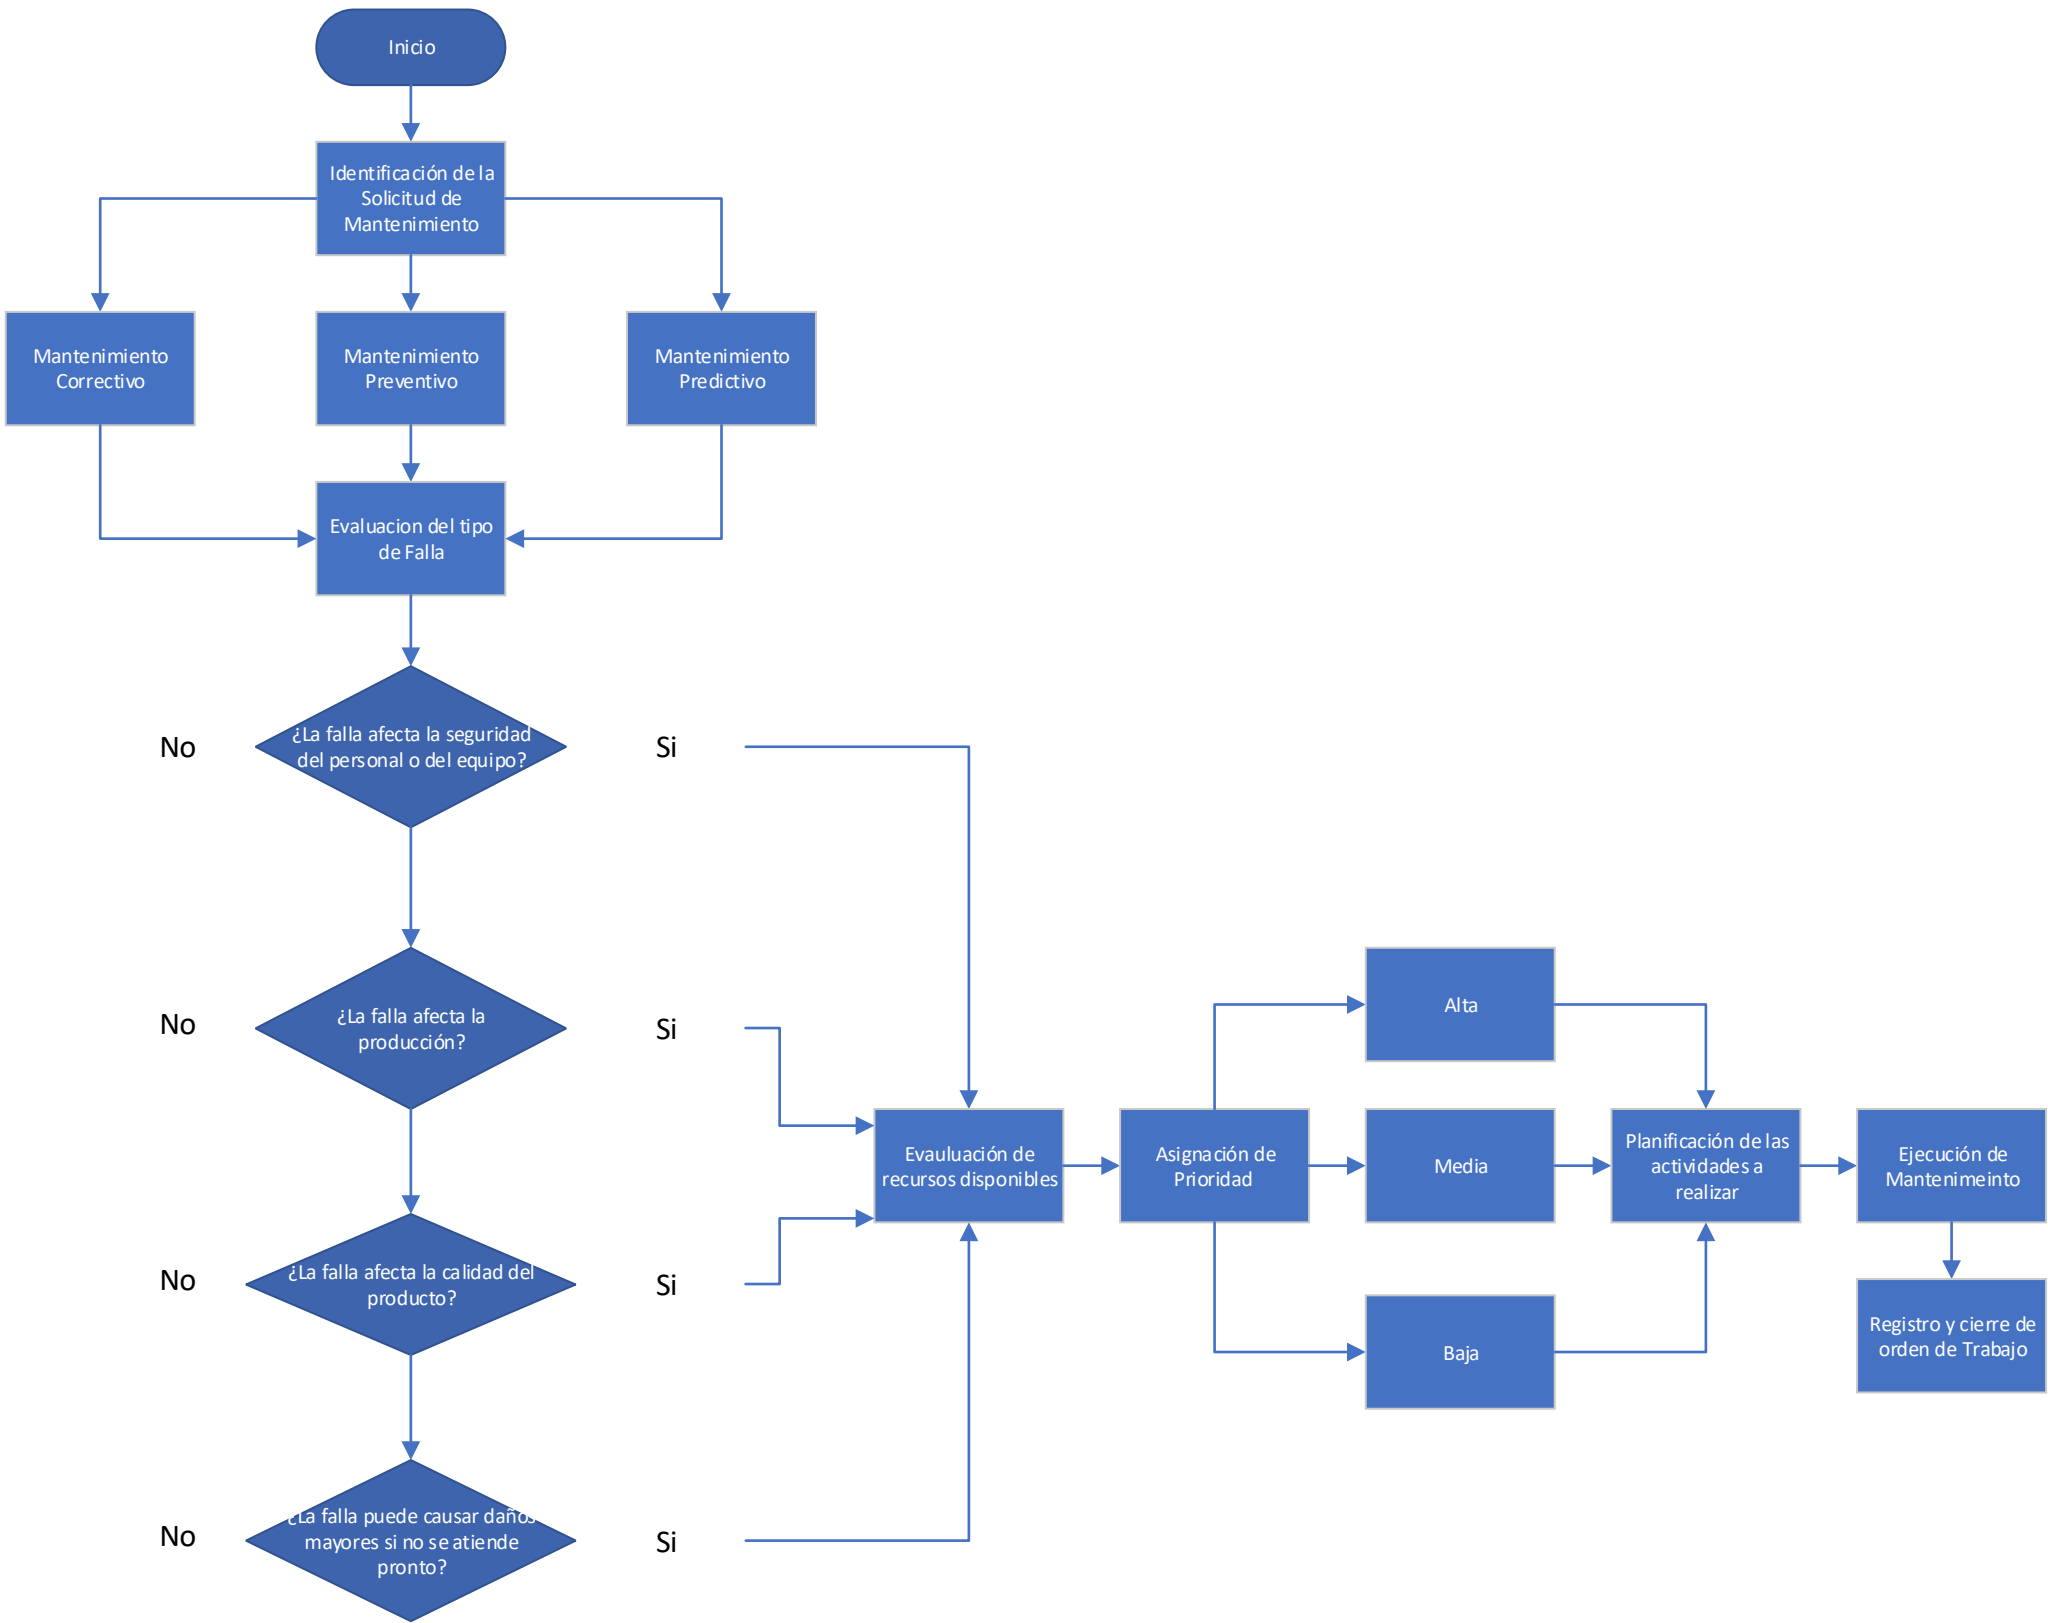 Inicio
Identificación de la
Solicitud de
Mantenimiento
Mantenimiento
Correctivo
Mantenimiento
Preventivo
Mantenimiento
Predictivo
Evaluacion del tipo
de Falla
No
¿La falla afecta la seguridad
del personal o del equipo?
Si
No
¿La falla afecta la
producción?
Si
No
¿La falla afecta la calidad del
producto?
Si
No
¿La falla puede causar daños
mayores si no se atiende
pronto?
Si
Evauluación de
recursos disponibles
Asignación de
Prioridad
Alta
Media
Baja
Planificación de las
actividades a
realizar
Ejecución de
Mantenimeinto
Registro y cierre de
orden de Trabajo